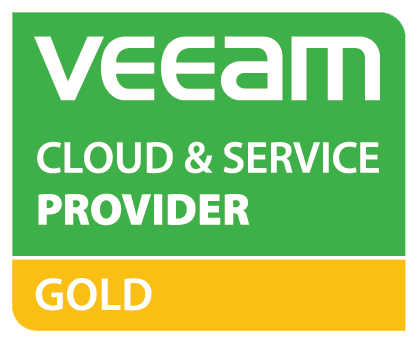 veeam
CLOUD & SERVICE
PROVIDER
GOLD